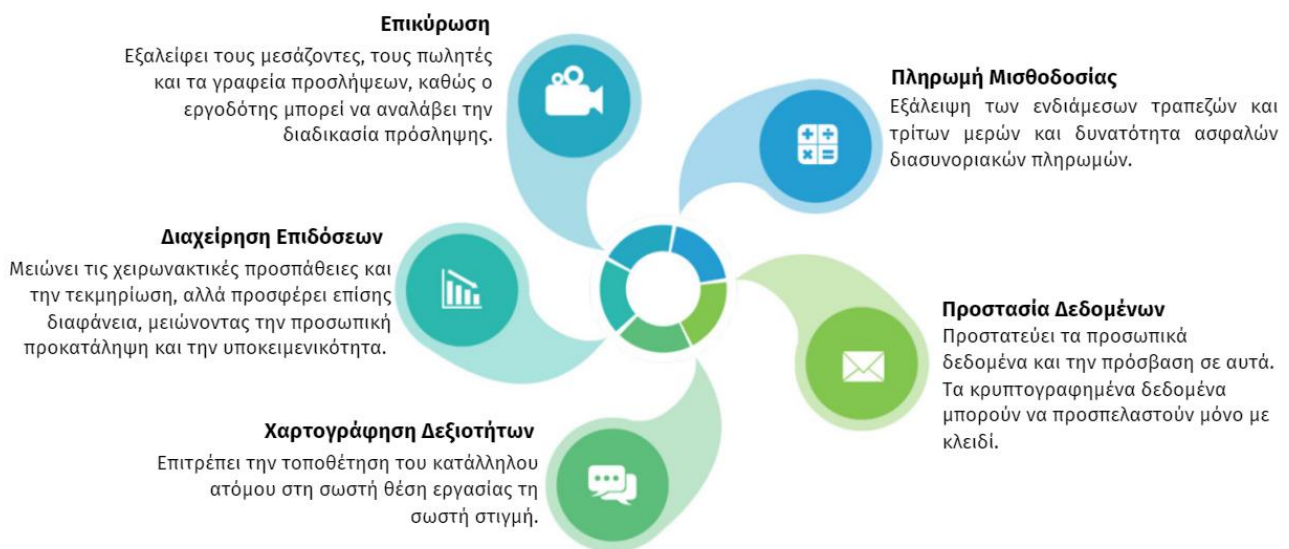 Επικύρωση
Εξαλείφει τους μεσάζοντες, τους πωλητές
και τα γραφεία προσλήψεων, καθώς ο
εργοδότης μπορεί να αναλάβει την
διαδικασία πρόσληψης.
Πληρωμή Μισθοδοσίας
Εξάλειψη των ενδιάμεσων τραπεζών και
τρίτων μερών και δυνατότητα ασφαλών
διασυνοριακών πληρωμών.
Διαχείρηση Επιδόσεων
Μειώνει τις χειρωνακτικές προσπάθειες και
την τεκμηρίωση, αλλά προσφέρει επίσης
διαφάνεια, μειώνοντας την προσωπική
προκατάληψη και την υποκειμενικότητα.
Προστασία Δεδομένων
Προστατεύει τα προσωπικά
δεδομένα και την πρόσβαση σε αυτά.
Τα κρυπτογραφημένα δεδομένα
μπορούν να προσπελαστούν μόνο με
κλειδί.
Χαρτογράφηση Δεξιοτήτων
Επιτρέπει την τοποθέτηση του κατάλληλου
ατόμου στη σωστή θέση εργασίας τη
σωστή στιγμή.